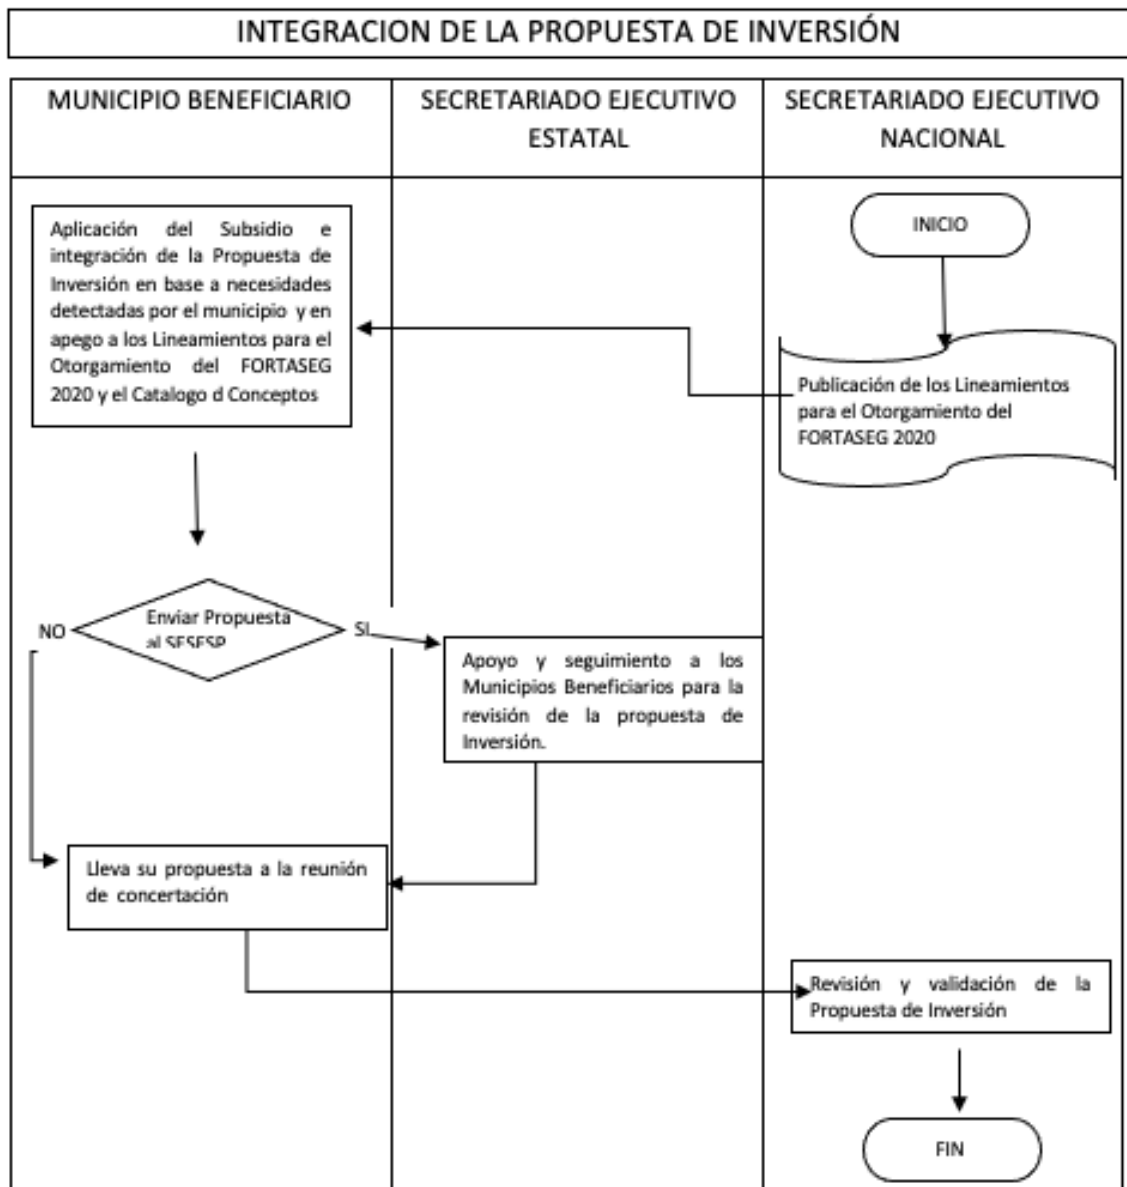 INTEGRACION DE LA PROPUESTA DE INVERSIÓN
MUNICIPIO BENEFICIARIO
SECRETARIADO EJECUTIVO
ESTATAL
SECRETARIADO EJECUTIVO
NACIONAL
INICIO
Aplicación del Subsidio e
integración de la Propuesta de
Inversión en base a necesidades
detectadas por el municipio y en
apego a los Lineamientos para el
Otorgamiento del FORTASEG
2020 y el Catalogo d Conceptos
Publicación de los Lineamientos
para el Otorgamiento del
FORTASEG 2020
Enviar Propuesta
al SESESP
NO
SI
Apoyo y seguimiento a los
Municipios Beneficiarios para la
revisión de la propuesta de
Inversión.
Lleva su propuesta a la reunión
de concertación
Revisión y validación de la
Propuesta de Inversión
FIN